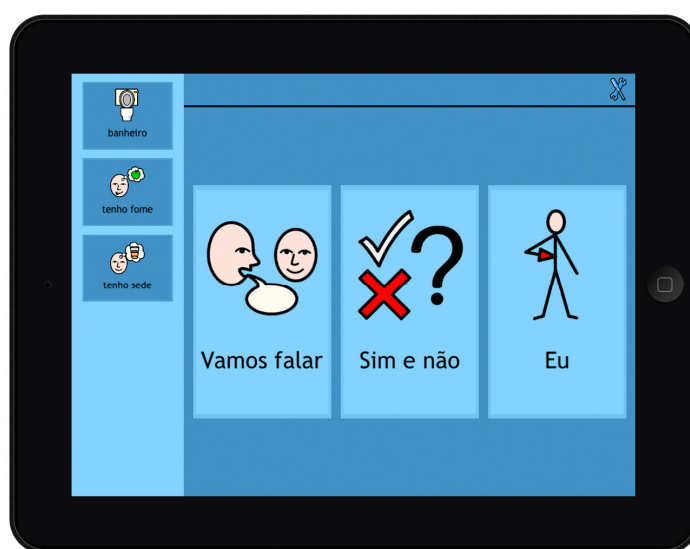 banheiro
tenho fome
tenho sede
Vamos falar
Sim e não
Eu